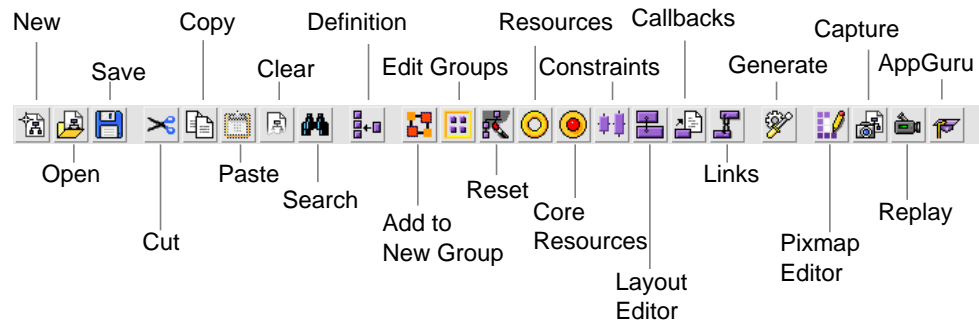 New
Copy
Definition
Resources
Callbacks
Capture
Save
Clear
Edit Groups
Constraints
Generate
AppGuru
Open
Paste
Search
Reset
Links
Cut
Add to
New Group
Core
Resources
Replay
Pixmap
Editor
Layout
Editor